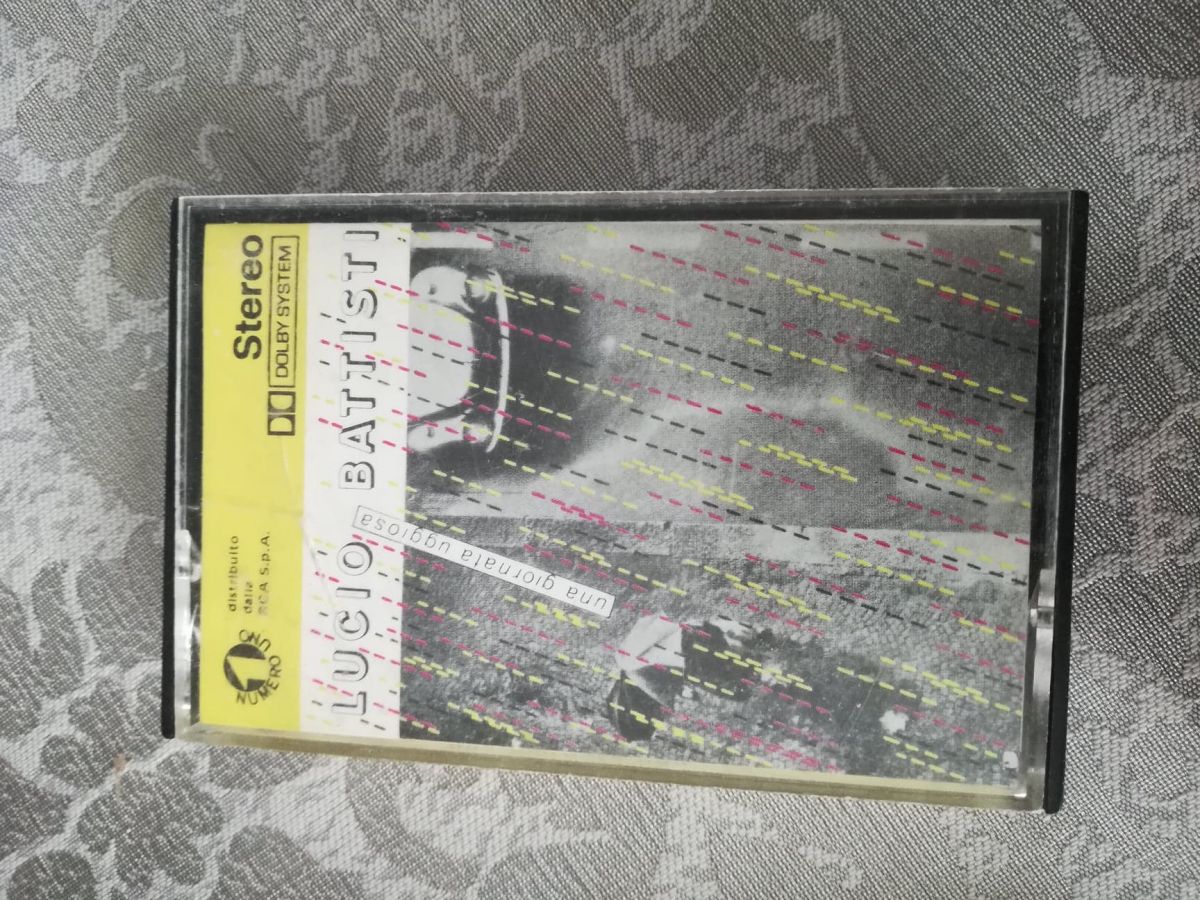 NUMERO UNO
distribuito
dalla
RCA S.p.A.
Stereo
DOLBY SYSTEM
LUCIO BATTISTI
una giornata uggiosa